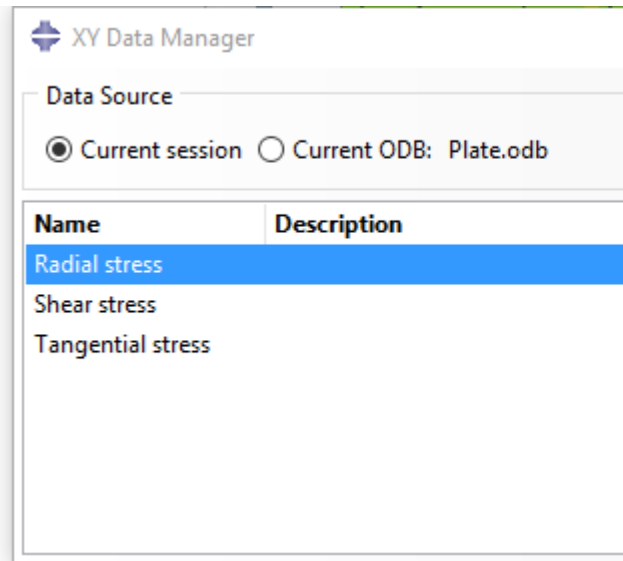 XY Data Manager
Data Source
Current session Current ODB: Plate.odb
Name Description
Radial stress
Shear stress
Tangential stress